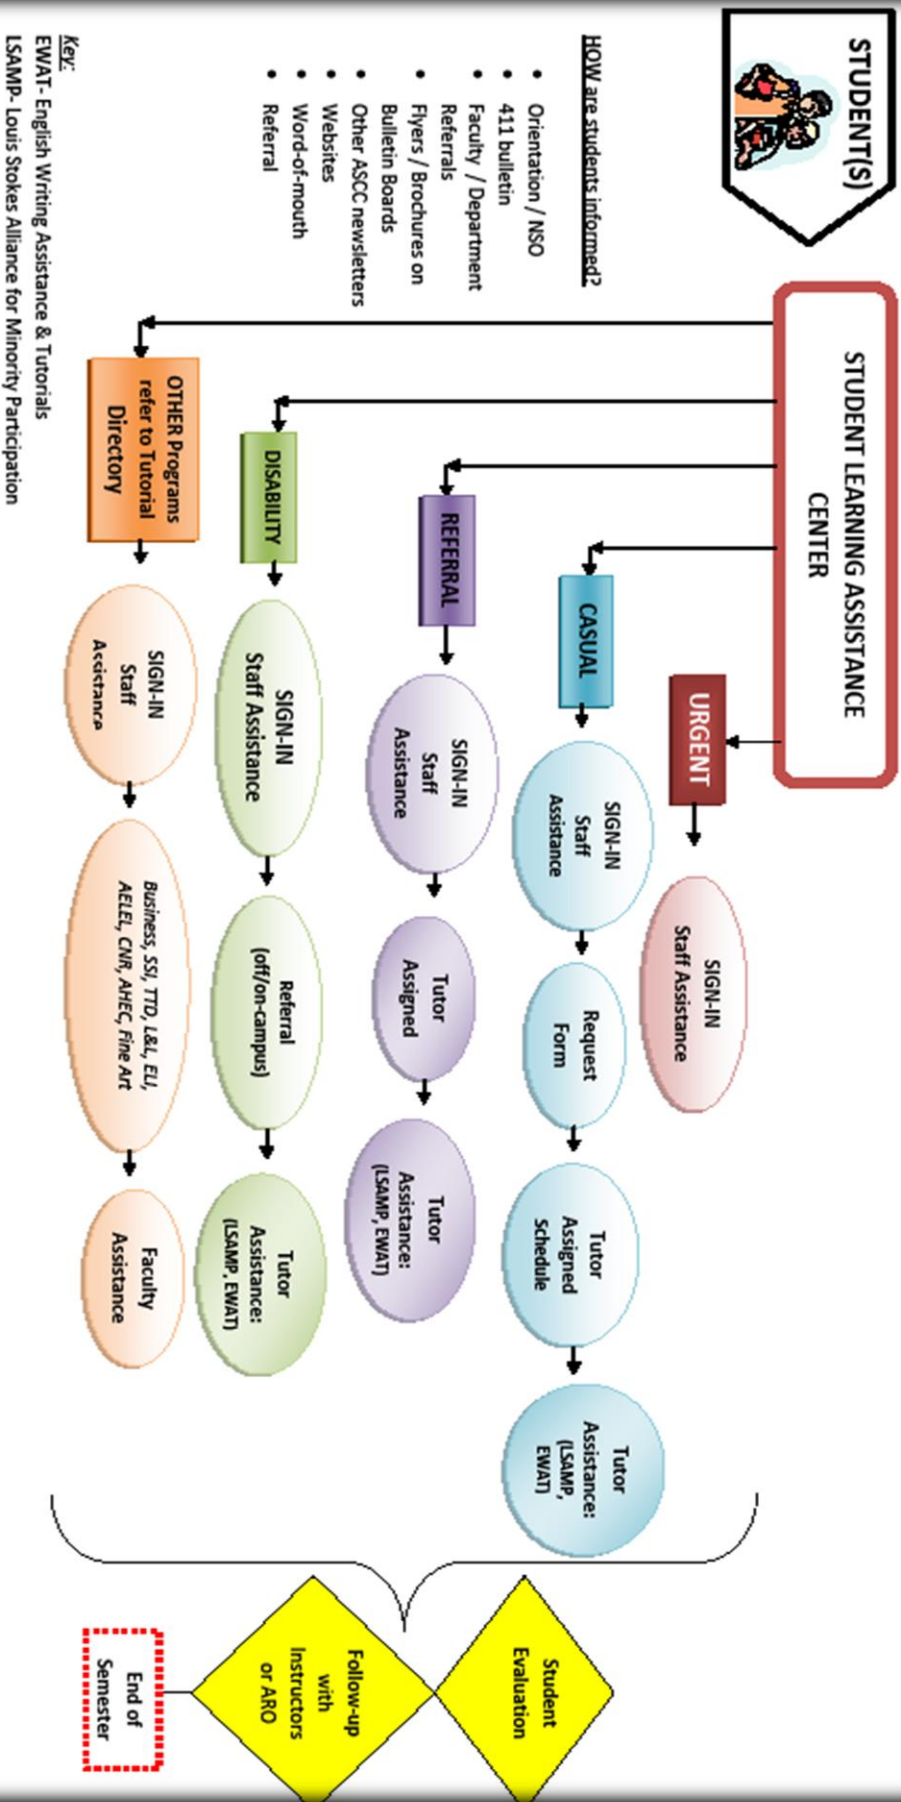 STUDENT(S)
STUDENT LEARNING ASSISTANCE
CENTER
HOW are students informed?
• Orientation / NSO
• 411 bulletin
• Faculty / Department
Referrals
• Flyers / Brochures on
Bulletin Boards
• Other ASCC newsletters
• Websites
• Word-of-mouth
• Referral
URGENT
SIGN-IN
Staff Assistance
CASUAL
SIGN-IN
Staff
Assistance
Request
Form
Tutor
Assigned
Schedule
Tutor
Assistance:
(LSAMP,
EWAT)
REFERRAL
SIGN-IN
Staff
Assistance
Tutor
Assigned
Tutor
Assistance:
(LSAMP, EWAT)
DISABILITY
SIGN-IN
Staff Assistance
Referral
(off/on-campus)
Tutor
Assistance:
(LSAMP, EWAT)
OTHER Programs
refer to Tutorial
Directory
SIGN-IN
Staff
Assistance
Business, SSI, TTD, L&L, ELI,
AELEL, CNR, AHEC, Fine Art
Faculty
Assistance
Student
Evaluation
Follow-up
with
Instructors
or ARO
End of
Semester
Key:
EWAT- English Writing Assistance & Tutorials
LSAMP- Louis Stokes Alliance for Minority Participation